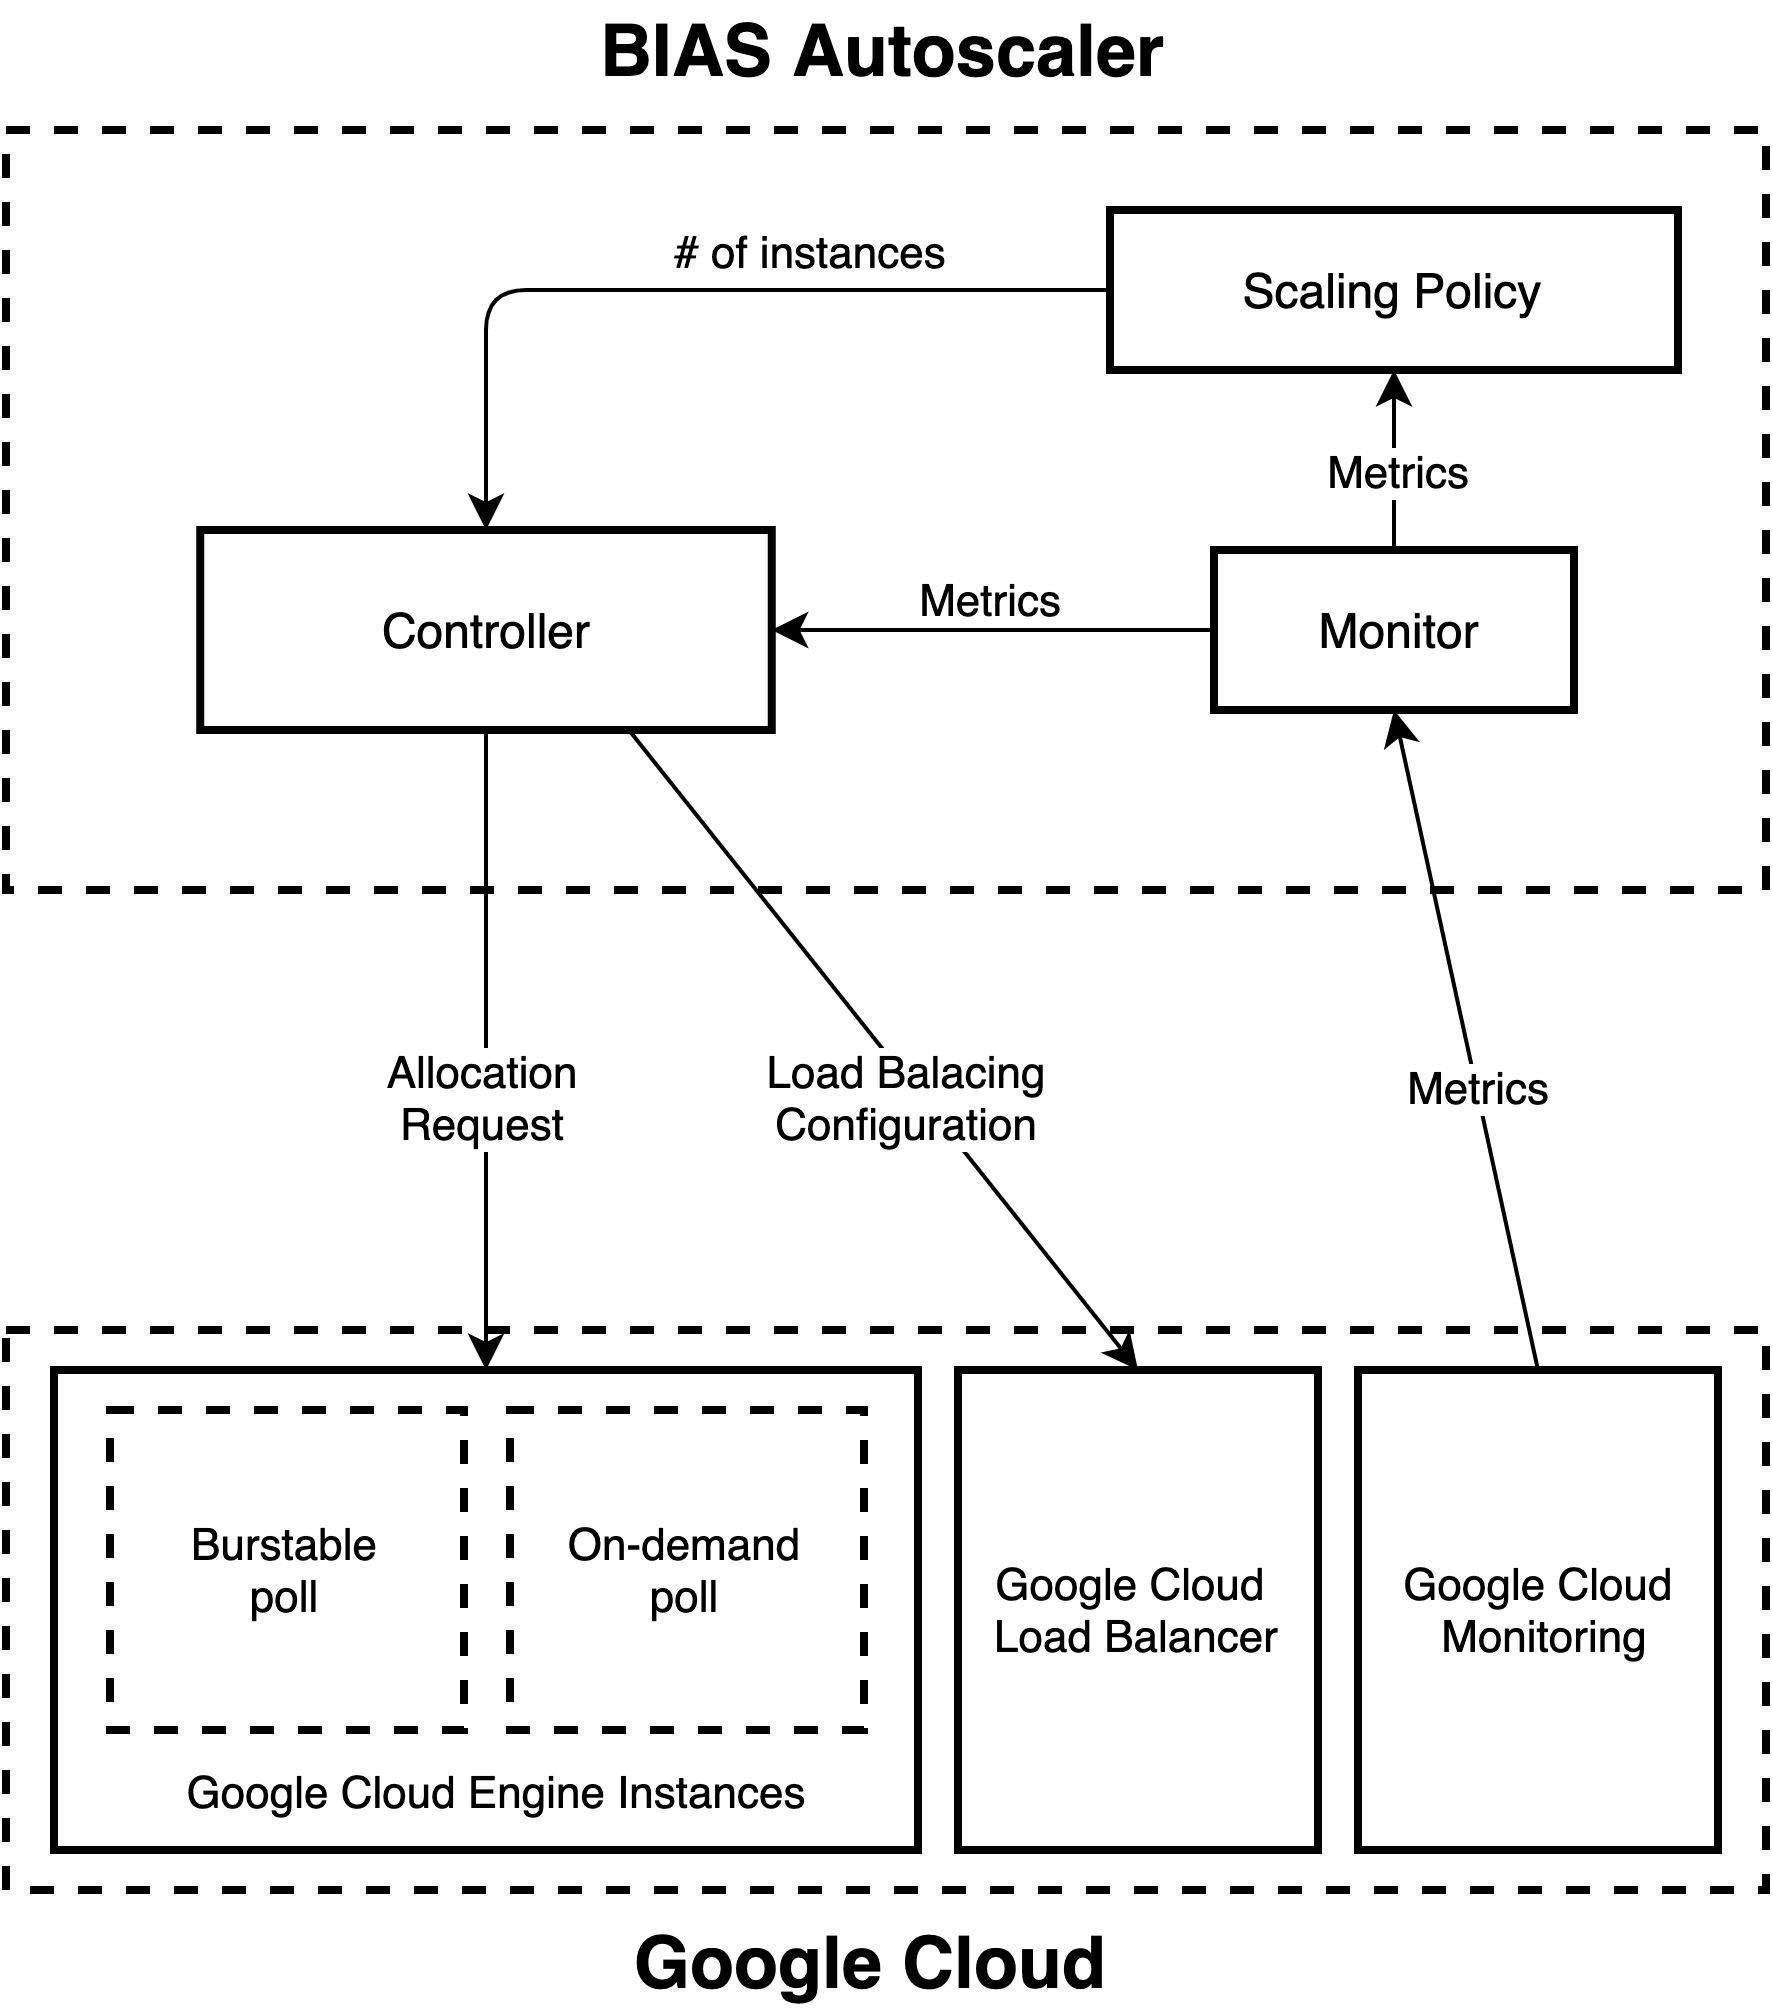 BIAS Autoscaler
# of instances
Scaling Policy
Metrics
Metrics
Controller
Monitor
Allocation
Request
Load Balacing
Configuration
Metrics
Burstable
poll
On-demand
poll
Google Cloud Engine Instances
Google Cloud
Load Balancer
Google Cloud
Monitoring
Google Cloud